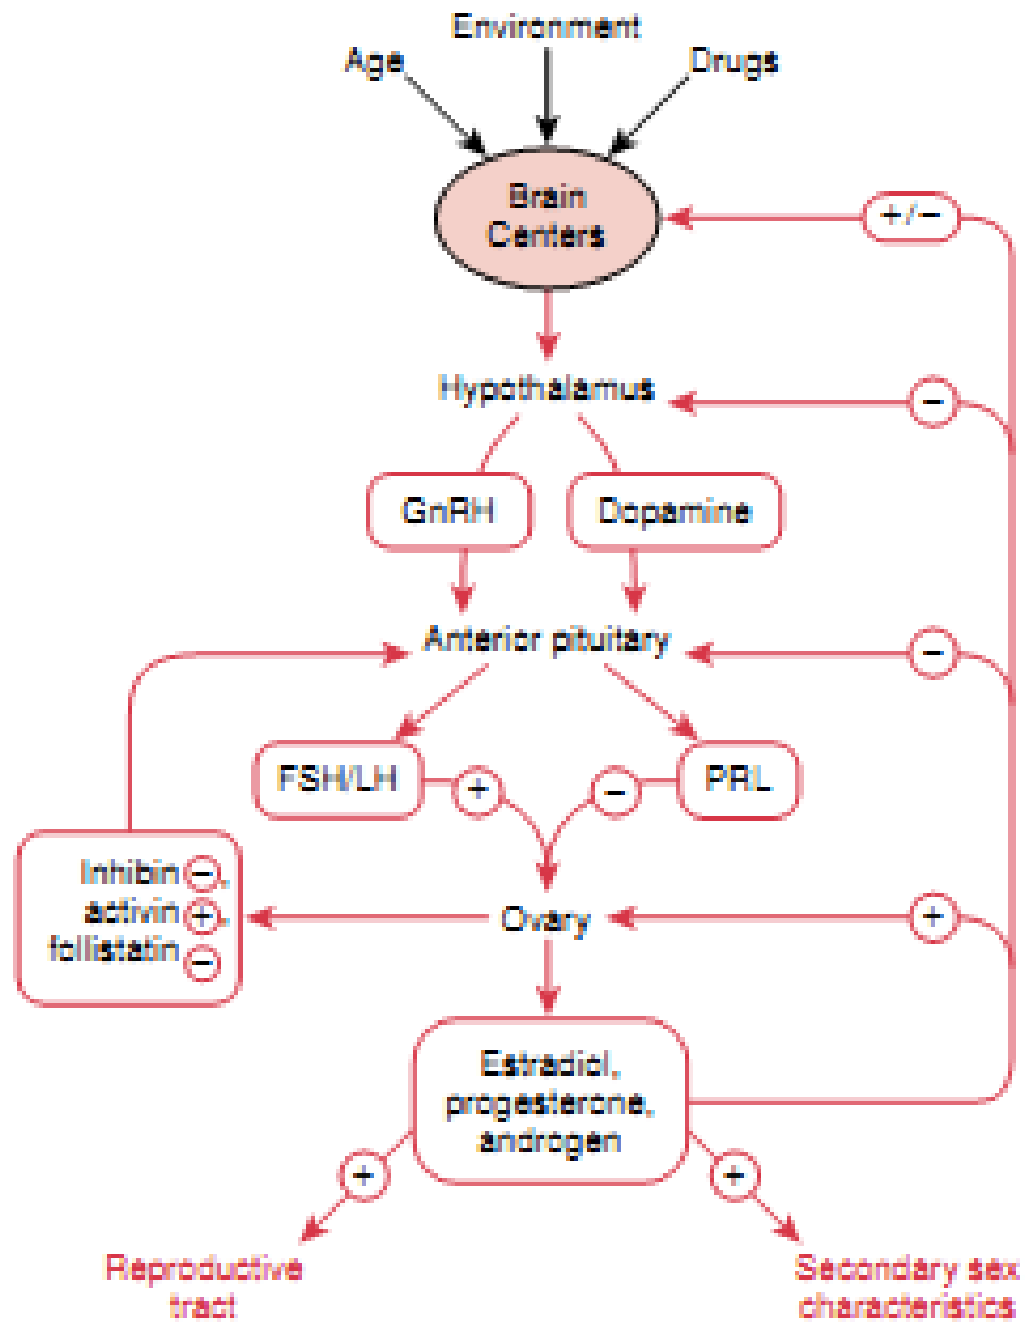 Environment
Age
Drugs
Brain
Centers
+/−
Hypothalamus
−
GnRH
Dopamine
Anterior pituitary
−
FSH/LH
+
−
PRL
Inhibin −,
activin +,
follistatin −
Ovary
+
Estradiol,
progesterone,
androgen
+
+
Reproductive
tract
Secondary sex
characteristics